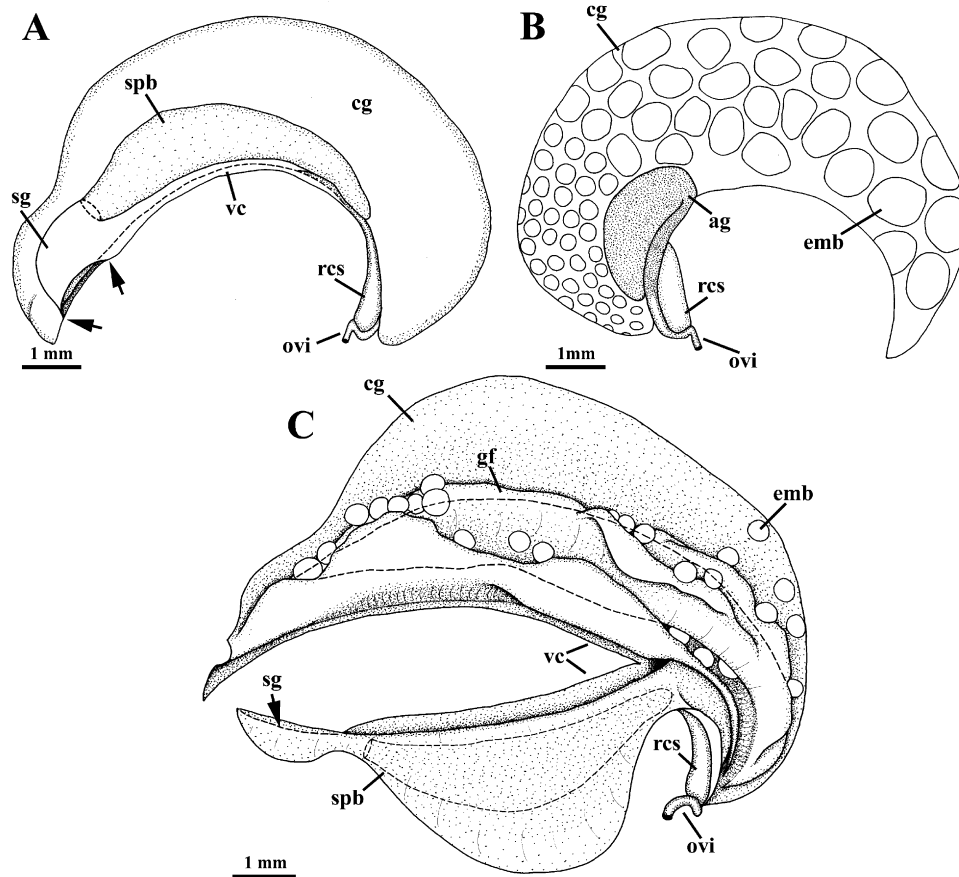 A
spb
cg
sg
vc
rcs
ovi
1 mm
B
cg
ag
emb
rcs
ovi
1mm
C
cg
gf
emb
vc
sg
spb
rcs
ovi
1 mm